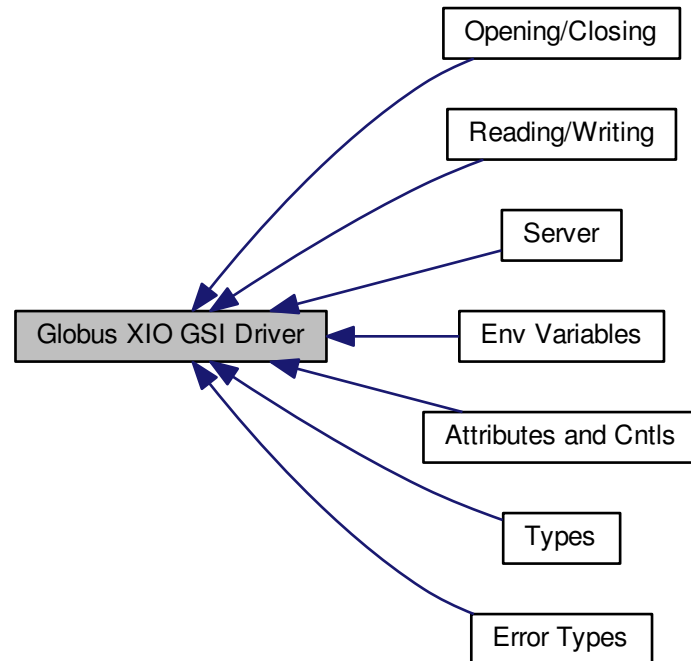 Opening/Closing
Reading/Writing
Server
Globus XIO GSI Driver
Env Variables
Attributes and Cntls
Types
Error Types